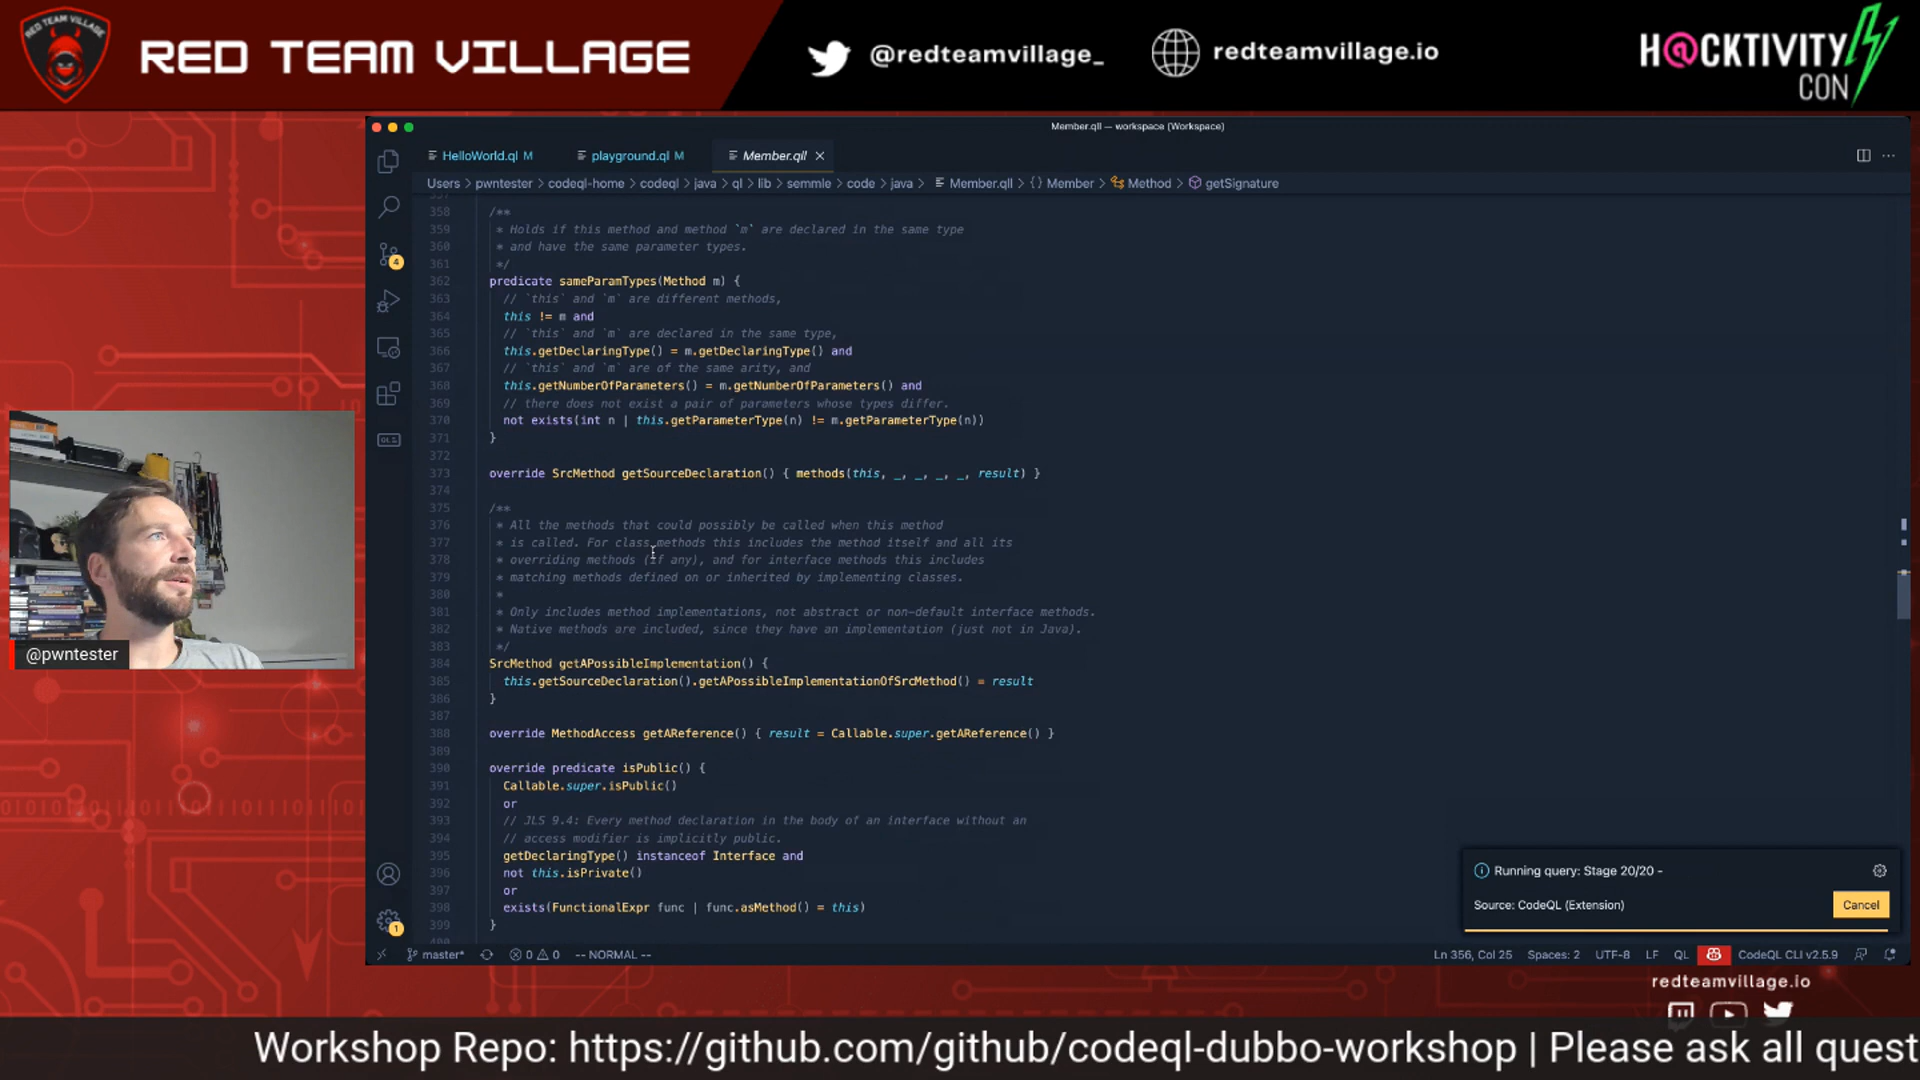 RED TEAM VILLAGE
RED TEAM VILLAGE
@redteamvillage_
redteamvillage.io
H@CKTIVITY
CON
Member.qll — workspace (Workspace)
HelloWorld.ql M
playground.ql M
Member.qll
Users > pwntester > codeql-home > codeql > java > ql > lib > semmle > code > java > Member.qll > {} Member > Method > getSignature
358 /**
359 * Holds if this method and method `m` are declared in the same type
360 * and have the same parameter types.
361 */
362 predicate sameParamTypes(Method m) {
363 // `this` and `m` are different methods,
364 this != m and
365 // `this` and `m` are declared in the same type,
366 this.getDeclaringType() = m.getDeclaringType() and
367 // `this` and `m` are of the same arity, and
368 this.getNumberOfParameters() = m.getNumberOfParameters() and
369 // there does not exist a pair of parameters whose types differ.
370 not exists(int n | this.getParameterType(n) != m.getParameterType(n))
371 }
372
373 override SrcMethod getSourceDeclaration() { methods(this, _, _, _, _, result) }
374
375 /**
376 * All the methods that could possibly be called when this method
377 * is called. For class methods this includes the method itself and all its
378 * overriding methods (if any), and for interface methods this includes
379 * matching methods defined on or inherited by implementing classes.
380 *
381 * Only includes method implementations, not abstract or non-default interface methods.
382 * Native methods are included, since they have an implementation (just not in Java).
383 */
384 SrcMethod getAPossibleImplementation() {
385 this.getSourceDeclaration().getAPossibleImplementationOfSrcMethod() = result
386 }
387
388 override MethodAccess getAReference() { result = Callable.super.getAReference() }
389
390 override predicate isPublic() {
391 Callable.super.isPublic()
392 or
393 // JLS 9.4: Every method declaration in the body of an interface without an
394 // access modifier is implicitly public.
395 getDeclaringType() instanceof Interface and
396 not this.isPrivate()
397 or
398 exists(FunctionalExpr func | func.asMethod() = this)
399 }
4
QL
1
@pwntester
Running query: Stage 20/20 -
Source: CodeQL (Extension)
Cancel
master*
0
0
-- NORMAL --
Ln 356, Col 25
Spaces: 2
UTF-8
LF
QL
CodeQL CLI v2.5.9
redteamvillage.io
Workshop Repo: https://github.com/github/codeql-dubbo-workshop | Please ask all quest